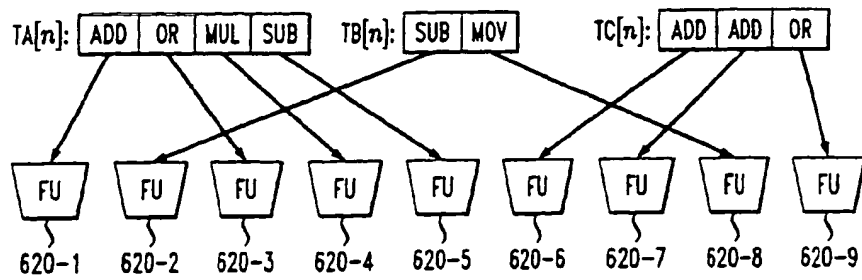 TA[n]: ADD OR MUL SUB TB[n]: SUB MOV TC[n]: ADD ADD OR
FU FU FU FU FU FU FU FU FU
620-1 620-2 620-3 620-4 620-5 620-6 620-7 620-8 620-9